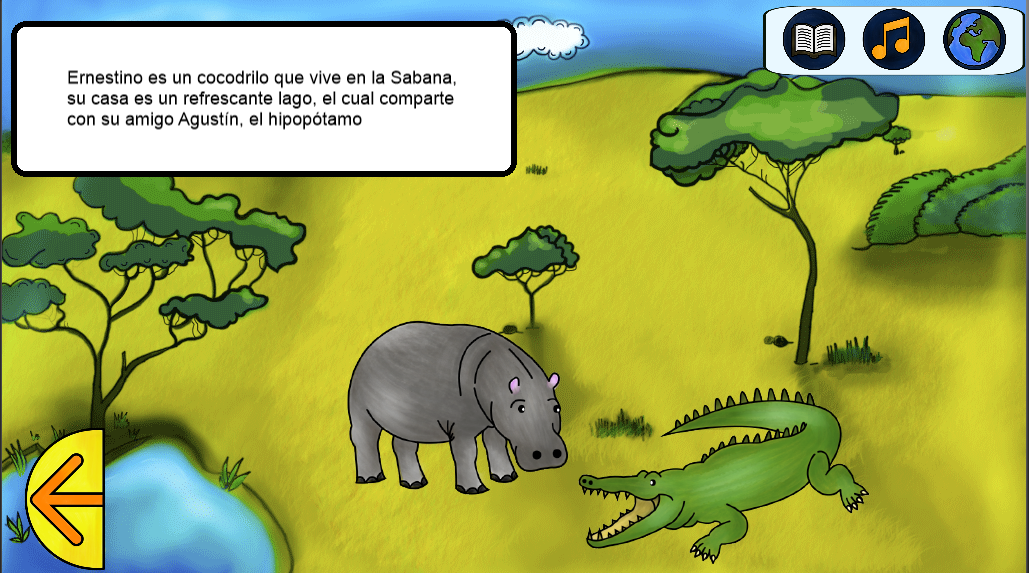 Ernestino es un cocodrilo que vive en la Sabana,
su casa es un refrescante lago, el cual comparte
con su amigo Agustín, el hipopótamo